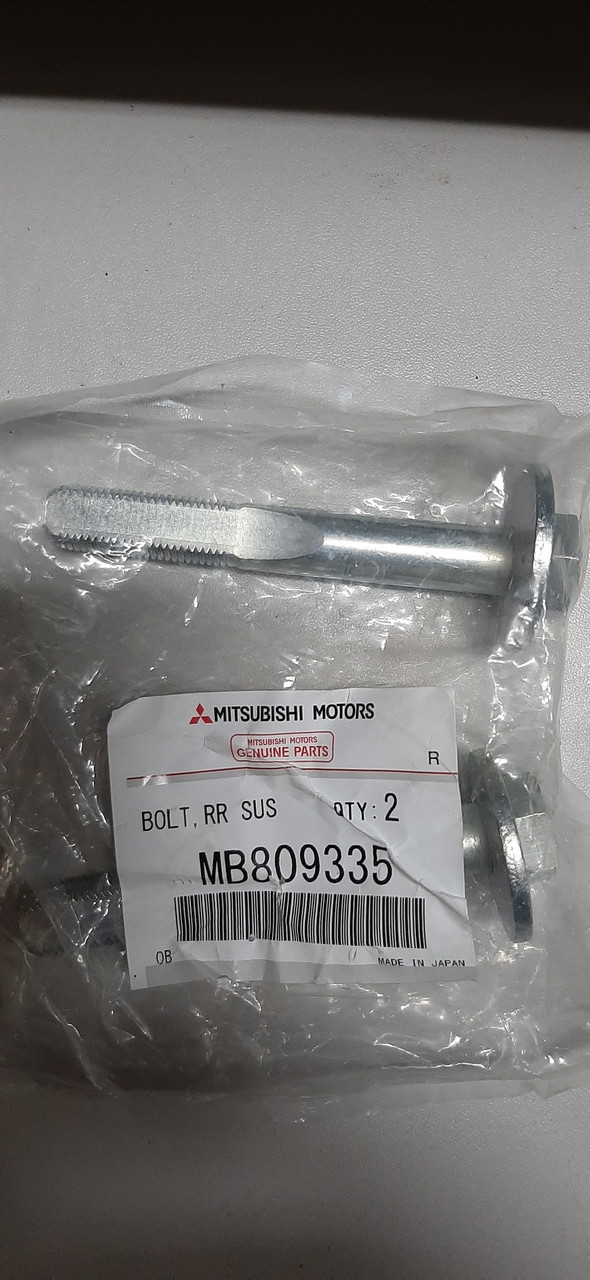 MITSUBISHI MOTORS
MITSUBISHI MOTORS
GENUINE PARTS
R
BOLT, RR SUS QTY: 2
MB809335
OB
MADE IN JAPAN